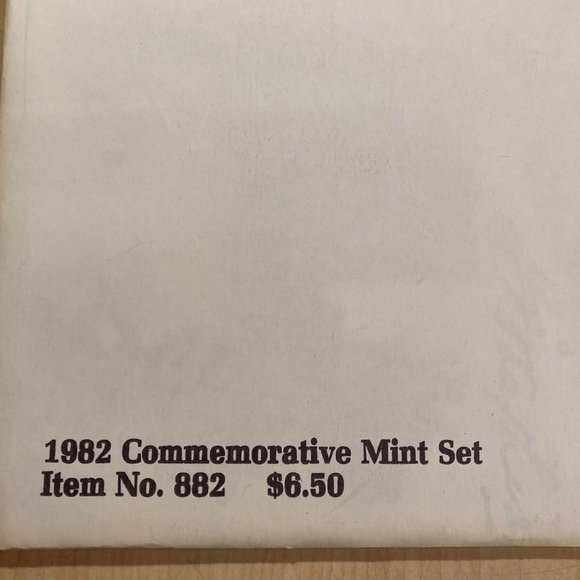 1982 Commemorative Mint Set
Item No. 882 $6.50